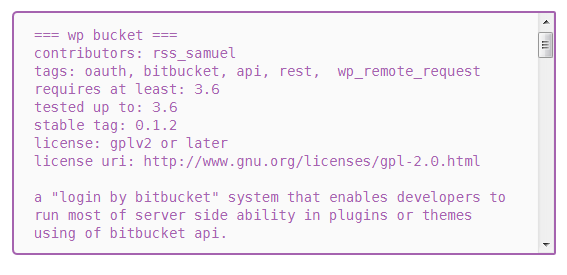 === wp bucket ===
contributors: rss_samuel
tags: oauth, bitbucket, api, rest,  wp_remote_request
requires at least: 3.6
tested up to: 3.6
stable tag: 0.1.2
license: gplv2 or later
license uri: http://www.gnu.org/licenses/gpl-2.0.html

a "login by bitbucket" system that enables developers to
run most of server side ability in plugins or themes
using of bitbucket api.